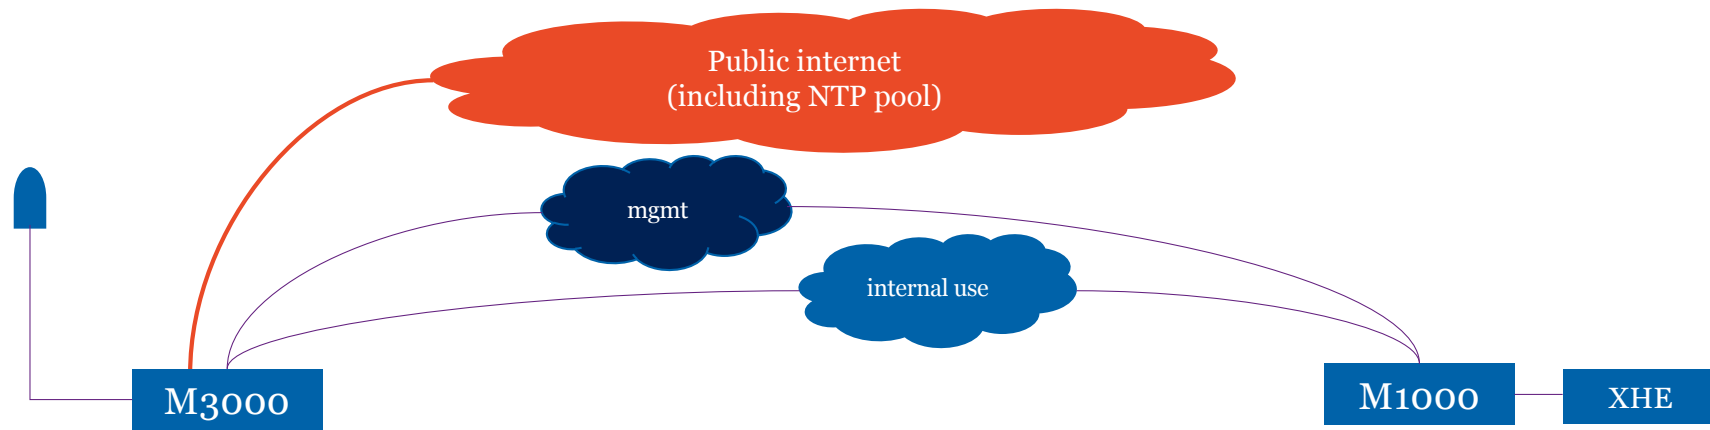 Public internet
(including NTP pool)
mgmt
internal use
M3000
M1000
XHE